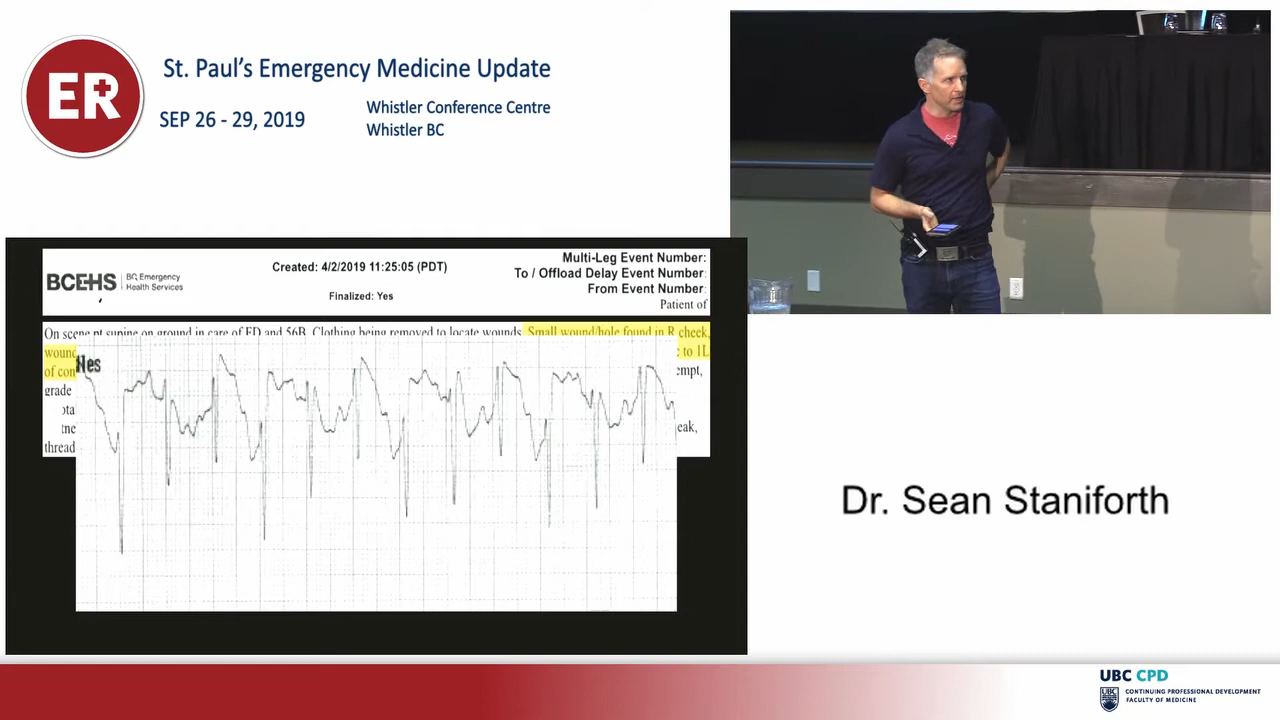 ER
St. Paul's Emergency Medicine Update
SEP 26 - 29, 2019
Whistler Conference Centre
Whistler BC
BCEHS
BC Emergency
Health Services
Created: 4/2/2019 11:25:05 (PDT)
Finalized: Yes
Multi-Leg Event Number:
To / Offload Delay Event Number:
From Event Number:
Patient of
On scene pt supine on ground in care of FD and 56B. Clothing being removed to locate wounds. Small wound/hole found in R cheek,
wound
to 1L
of con
grade
thread
Dr. Sean Staniforth
UBC CPD
UBC
CONTINUING PROFESSIONAL DEVELOPMENT
FACULTY OF MEDICINE